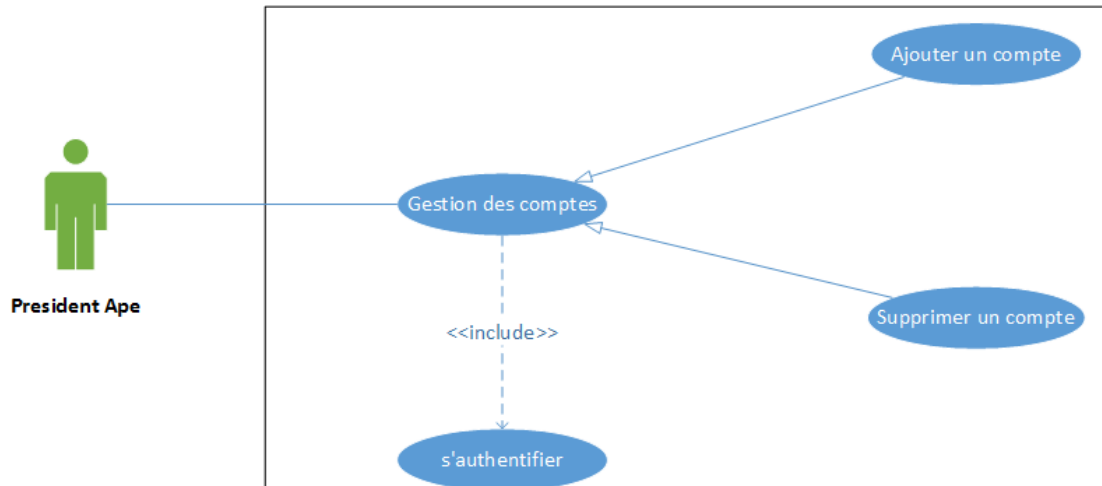 Ajouter un compte
Gestion des comptes
President Ape
Supprimer un compte
<<include>>
s'authentifier